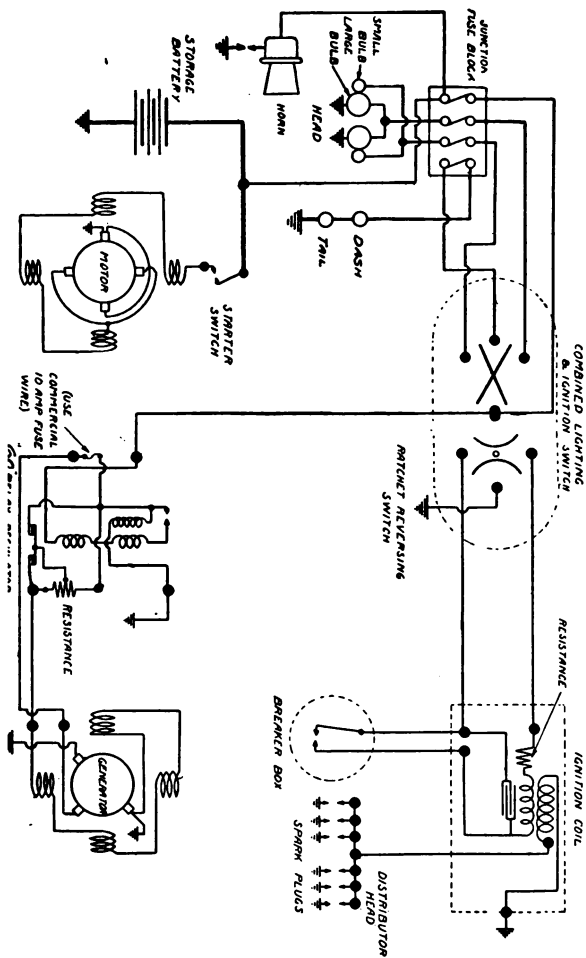 JUNCTION
FUSE BLOCK
SMALL
BULB
LARGE
BULB
HEAD
HORN
STORAGE
BATTERY
DASH
TAIL
MOTOR
STARTER
SWITCH
COMBINED LIGHTING
& IGNITION SWITCH
RATCHET REVERSING
SWITCH
(USE
COMMERCIAL
10 AMP FUSE
WIRE)
RESISTANCE
GENERATOR
RESISTANCE
IGNITION COIL
BREAKER BOX
SPARK PLUGS
DISTRIBUTOR
HEAD